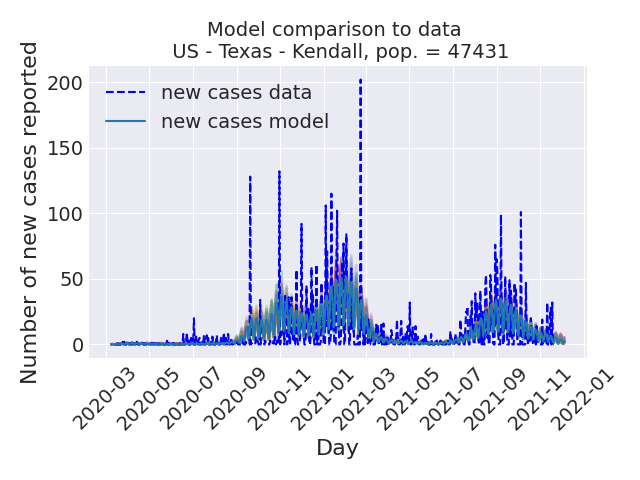 Model comparison to data
US - Texas - Kendall, pop. = 47431
Number of new cases reported
200
150
100
50
0
new cases data
new cases model
2020-03
2020-05
2020-07
2020-09
2020-11
2021-01
2021-03
2021-05
2021-07
2021-09
2021-11
2022-01
Day